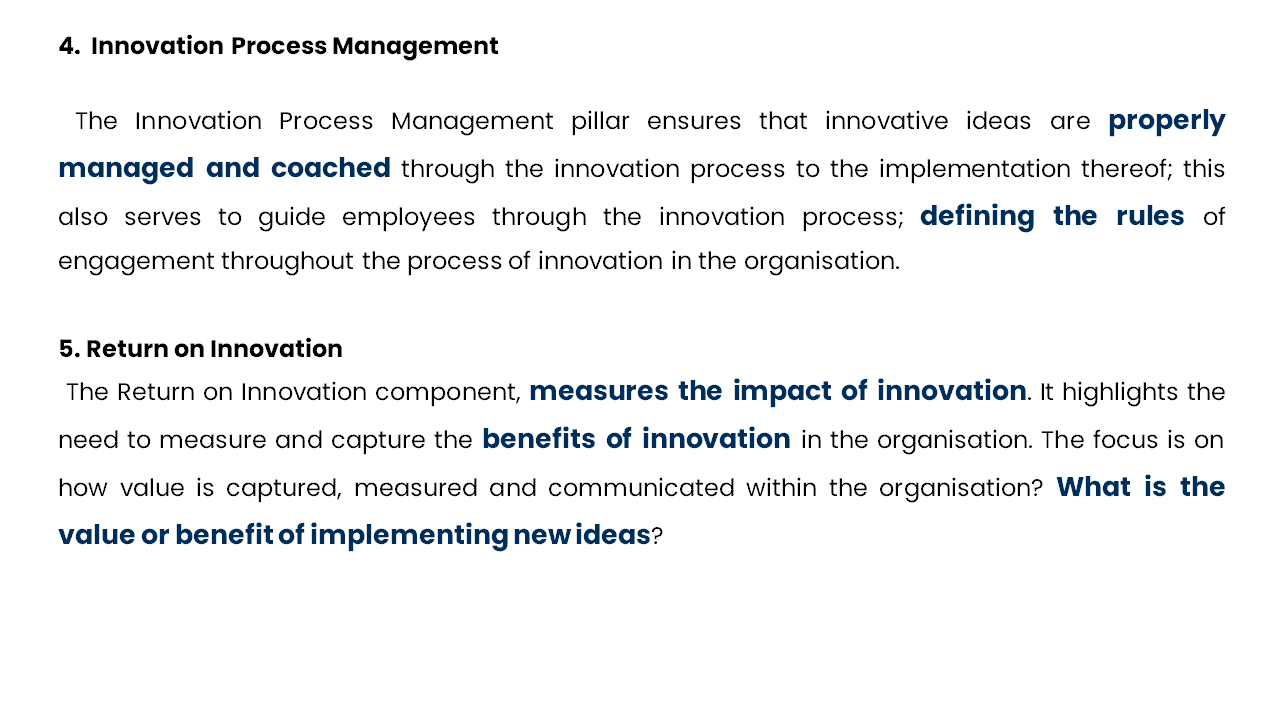 4. Innovation Process Management
The Innovation Process Management pillar ensures that innovative ideas are properly
managed and coached through the innovation process to the implementation thereof; this
also serves to guide employees through the innovation process; defining the rules of
engagement throughout the process of innovation in the organisation.
5. Return on Innovation
The Return on Innovation component, measures the impact of innovation. It highlights the
need to measure and capture the benefits of innovation in the organisation. The focus is on
how value is captured, measured and communicated within the organisation? What is the
value or benefit of implementing new ideas?